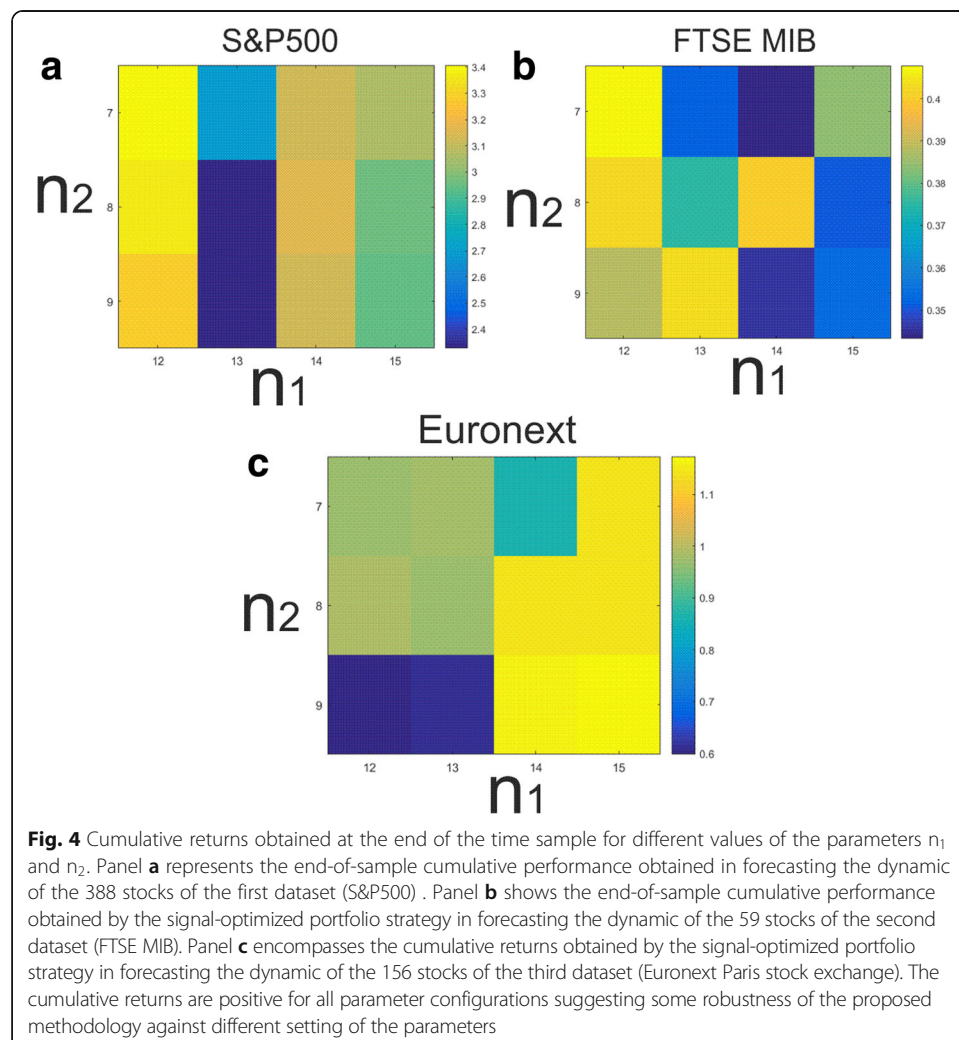 S&P500
a
7
8
9
n2
12 13 14 15
n1
3.4
3.3
3.2
3.1
3
2.9
2.8
2.7
2.6
2.5
2.4
FTSE MIB
b
7
8
9
n2
12 13 14 15
n1
0.4
0.39
0.38
0.37
0.36
0.35
Euronext
c
7
8
9
n2
12 13 14 15
n1
1.1
1
0.9
0.8
0.7
0.6
Fig. 4 Cumulative returns obtained at the end of the time sample for different values of the parameters n1
and n2. Panel a represents the end-of-sample cumulative performance obtained in forecasting the dynamic
of the 388 stocks of the first dataset (S&P500) . Panel b shows the end-of-sample cumulative performance
obtained by the signal-optimized portfolio strategy in forecasting the dynamic of the 59 stocks of the second
dataset (FTSE MIB). Panel c encompasses the cumulative returns obtained by the signal-optimized portfolio
strategy in forecasting the dynamic of the 156 stocks of the third dataset (Euronext Paris stock exchange). The
cumulative returns are positive for all parameter configurations suggesting some robustness of the proposed
methodology against different setting of the parameters